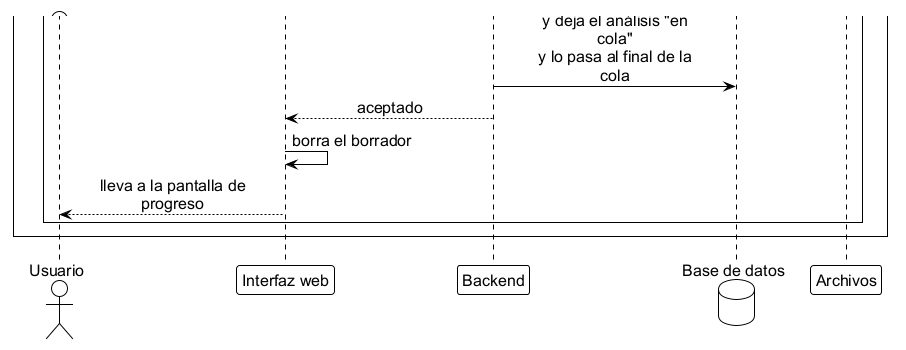 y deja el análisis "en
cola"
y lo pasa al final de la
cola
aceptado
borra el borrador
lleva a la pantalla de
progreso
Usuario
Interfaz web
Backend
Base de datos
Archivos